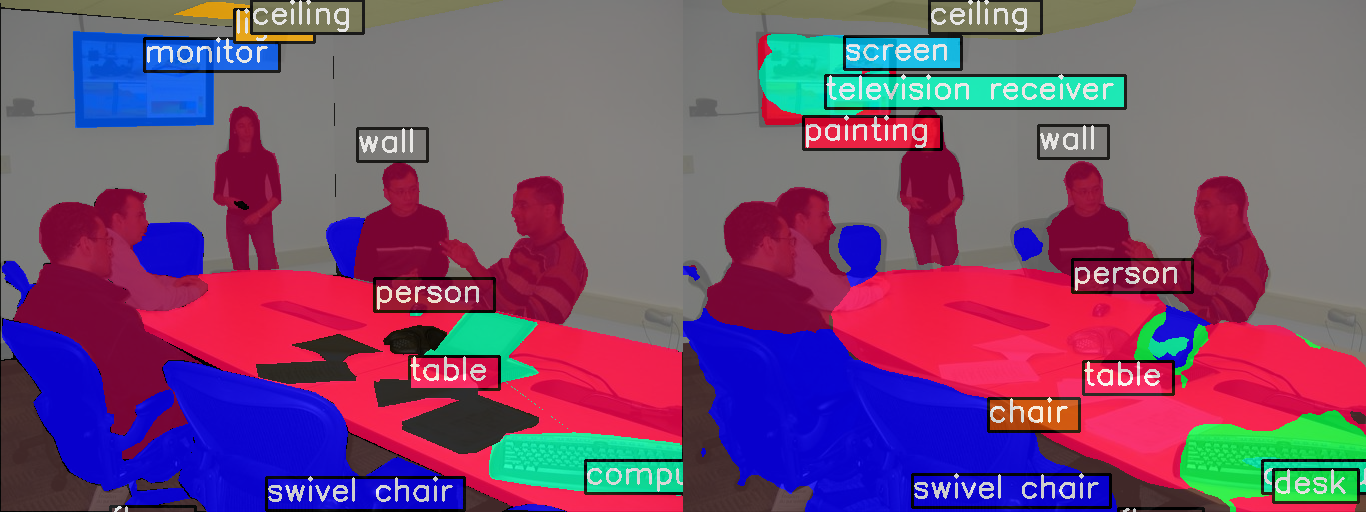 ceiling
monitor
wall
person
table
swivel chair
ceiling
screen
television receiver
painting
wall
person
table
chair
swivel chair
desk